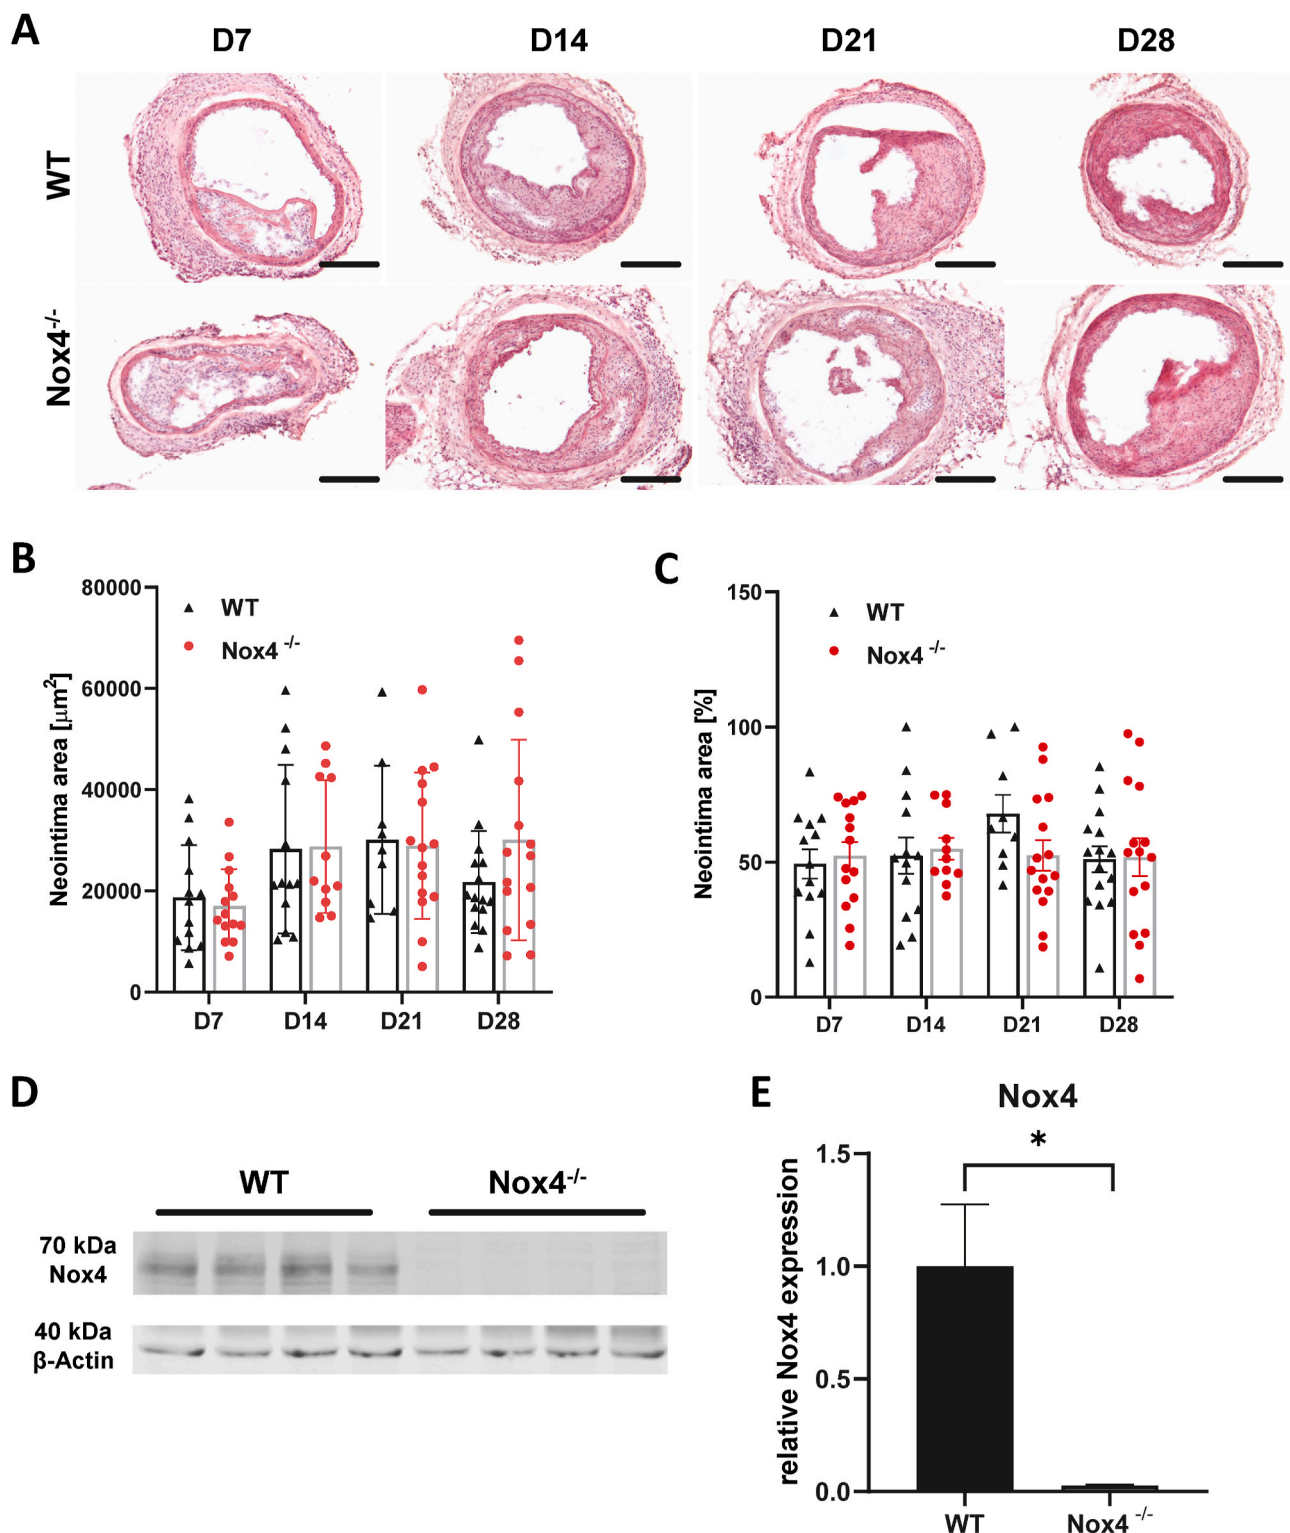 A
D7 D14 D21 D28
WT
Nox4-/-
B
80000
60000
40000
20000
0
Neointima area [μm2]
WT
Nox4 -/-
D7 D14 D21 D28
C
150
100
50
0
Neointima area [%]
WT
Nox4 -/-
D7 D14 D21 D28
D
WT Nox4-/-
70 kDa
Nox4
40 kDa
β-Actin
E
Nox4
*
1.5
1.0
0.5
0.0
relative Nox4 expression
WT Nox4 -/-